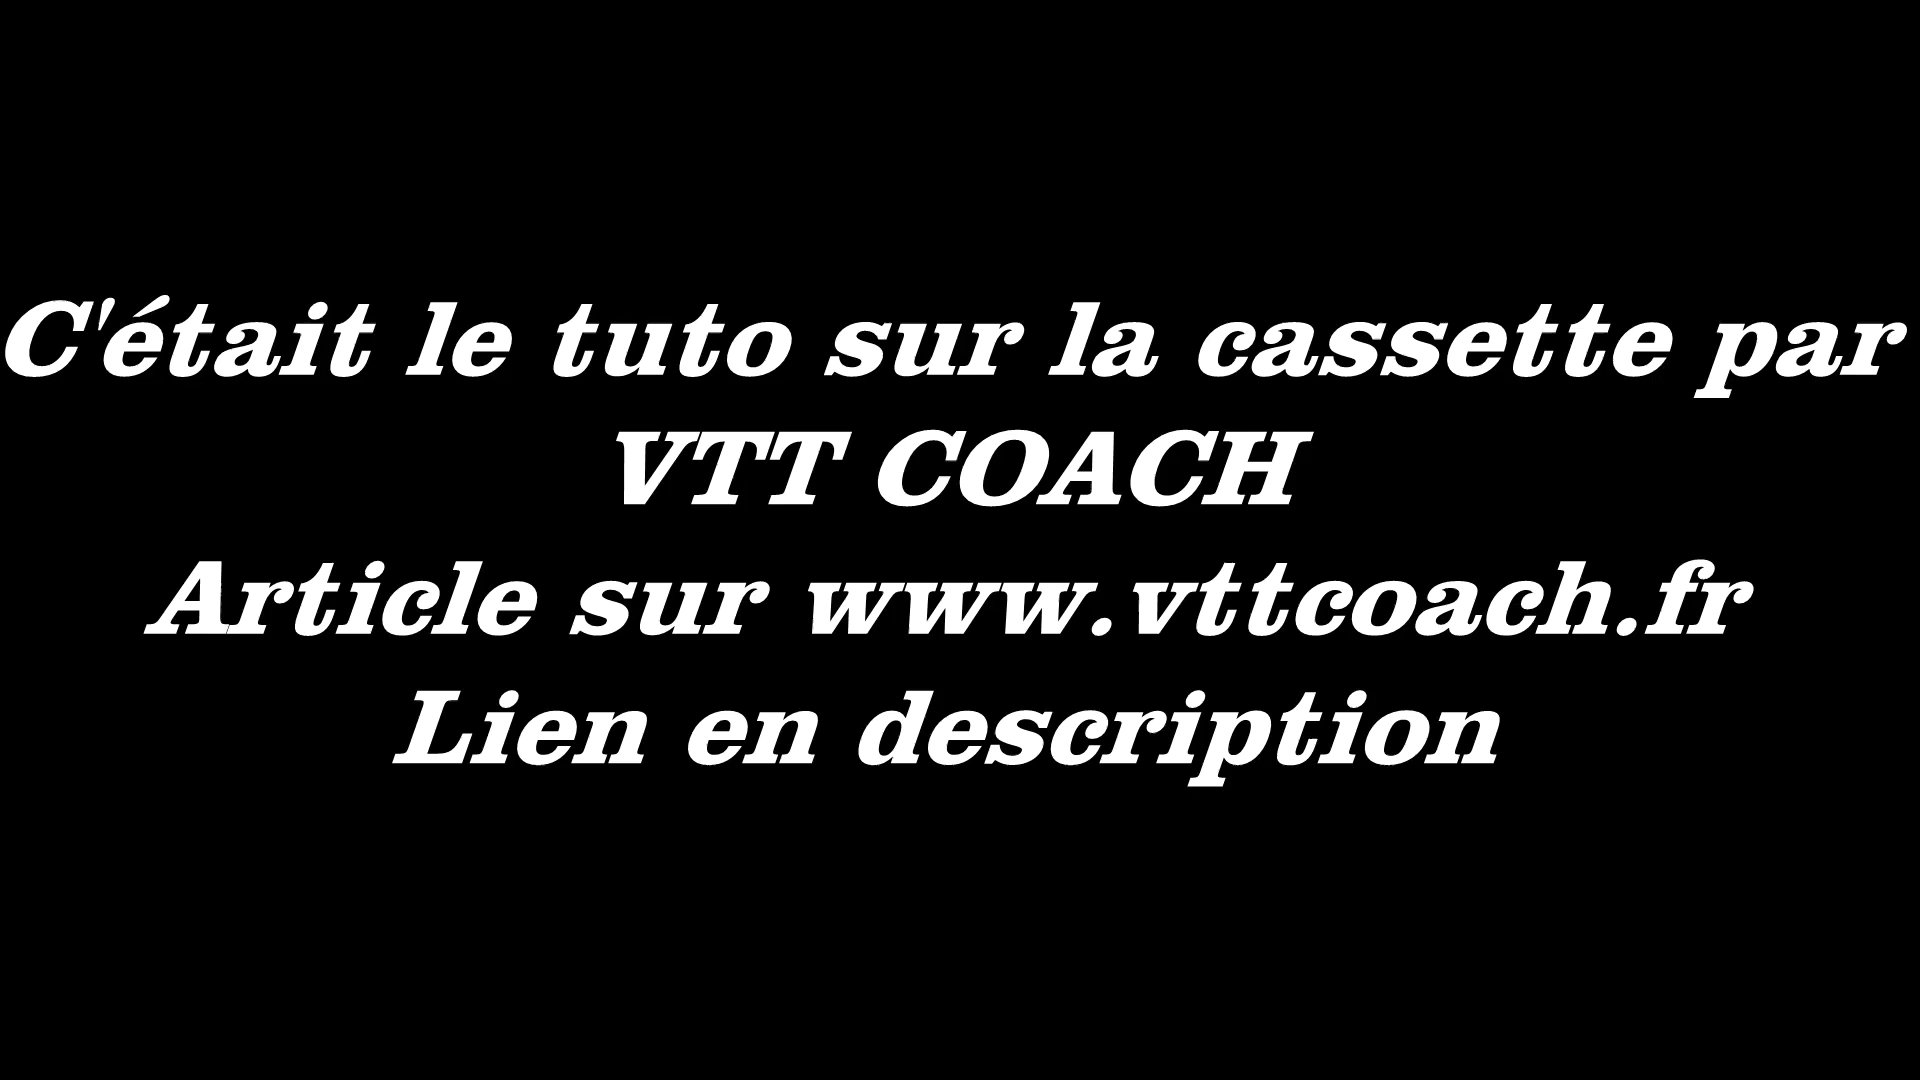 C'était le tuto sur la cassette par
VTT COACH
Article sur www.vttcoach.fr
Lien en description